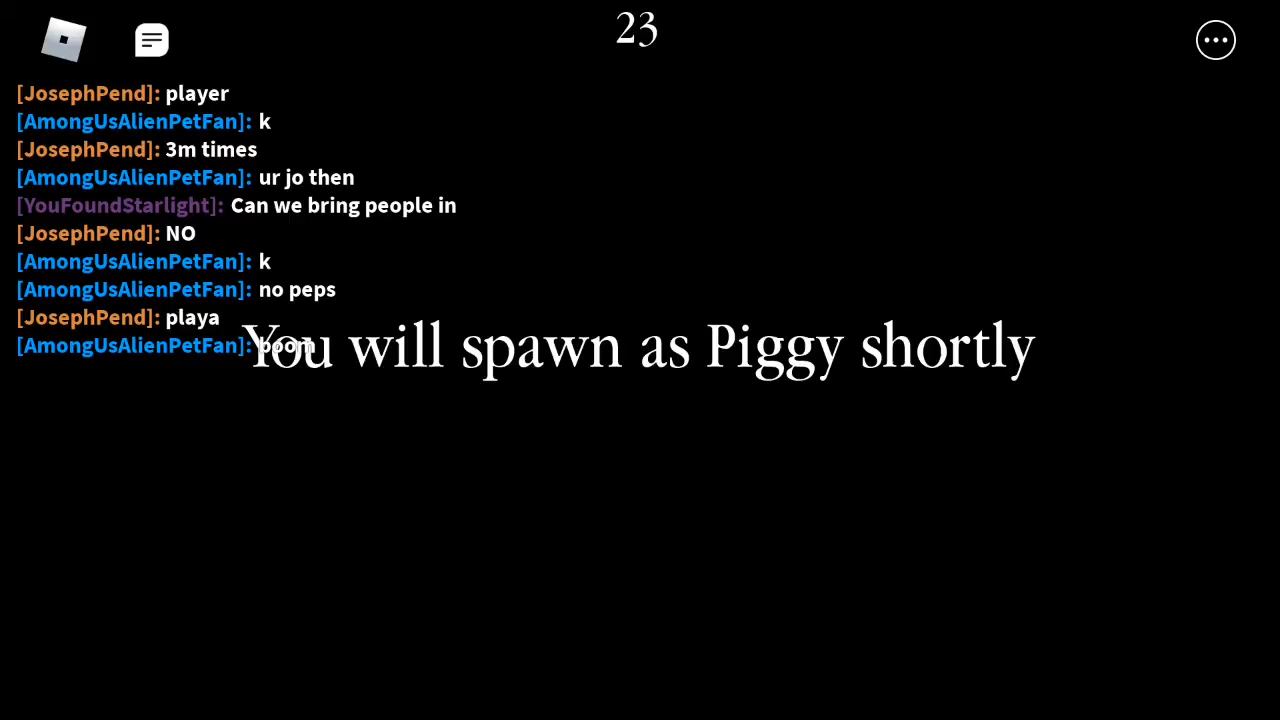 23
[JosephPend]: player
[AmongUsAlienPetFan]: k
[JosephPend]: 3m times
[AmongUsAlienPetFan]: ur jo then
[YouFoundStarlight]: Can we bring people in
[JosephPend]: NO
[AmongUsAlienPetFan]: k
[AmongUsAlienPetFan]: no peps
[JosephPend]: playa
[AmongUsAlienPetFan]: boom
You will spawn as Piggy shortly